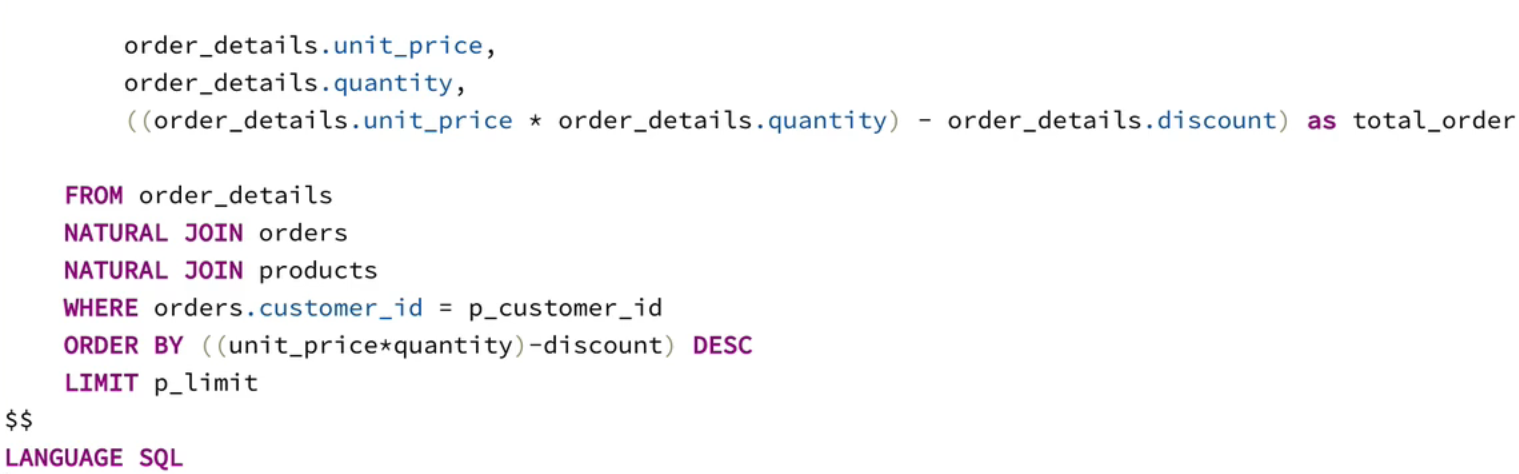 order_details.unit_price,
order_details.quantity,
((order_details.unit_price * order_details.quantity) - order_details.discount) as total_order
FROM order_details
NATURAL JOIN orders
NATURAL JOIN products
WHERE orders.customer_id = p_customer_id
ORDER BY ((unit_price*quantity)-discount) DESC
LIMIT p_limit
$$
LANGUAGE SQL